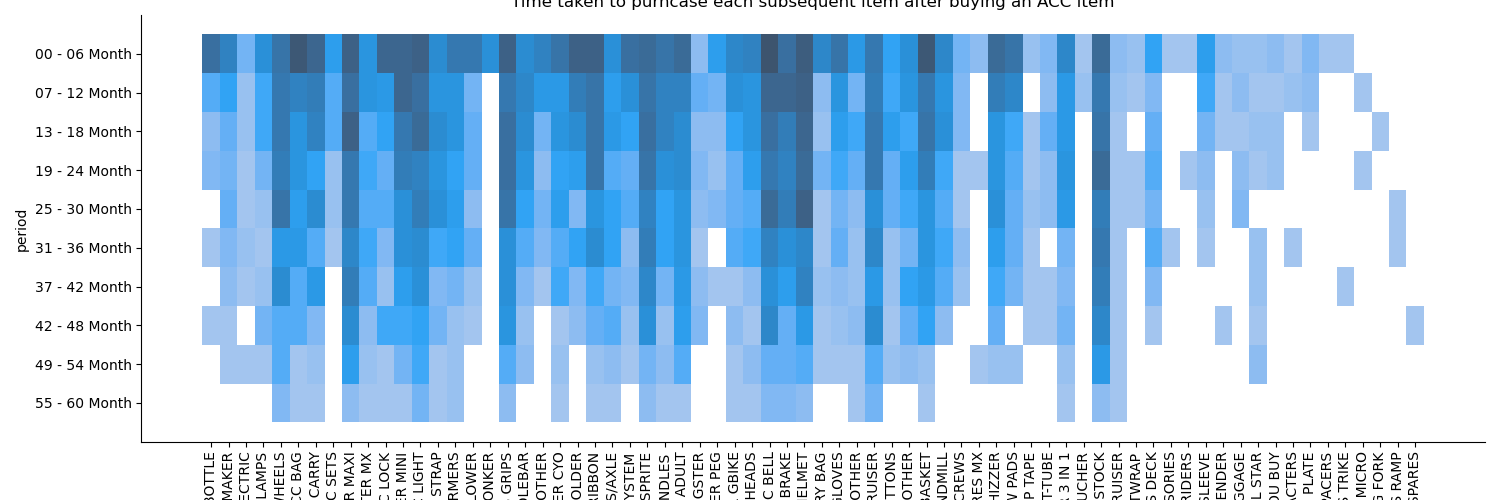 Time taken to purhcase each subsequent item after buying an ACC item
00 - 06 Month
07 - 12 Month
13 - 18 Month
19 - 24 Month
25 - 30 Month
31 - 36 Month
37 - 42 Month
42 - 48 Month
49 - 54 Month
55 - 60 Month
period
BOTTLE
MAKER
ECTRIC
LAMPS
WHEELS
CC BAG
CARRY
C SETS
R MAXI
TER MX
C LOCK
ER MINI
LIGHT
STRAP
RMERS
LOWER
ONKER
GRIPS
DLEBAR
OTHER
ER CYO
OLDER
RIBBON
S/AXLE
YSTEM
SPRITE
NDLES
ADULT
GSTER
ER PEG
GBIKE
HEADS
C BELL
BRAKE
ELMET
RY BAG
GLOVES
OTHER
RUISER
TTONS
OTHER
BASKET
NDMILL
CREWS
RES MX
HIZZER
W PADS
P TAPE
T-TUBE
3 IN 1
UCHER
STOCK
RUISER
TWRAP
S DECK
SORIES
RIDERS
SLEEVE
ENDER
GGAGE
L STAR
OU BUY
ATERS
PLATE
PACERS
STRIKE
MICRO
G FORK
S RAMP
SPARES